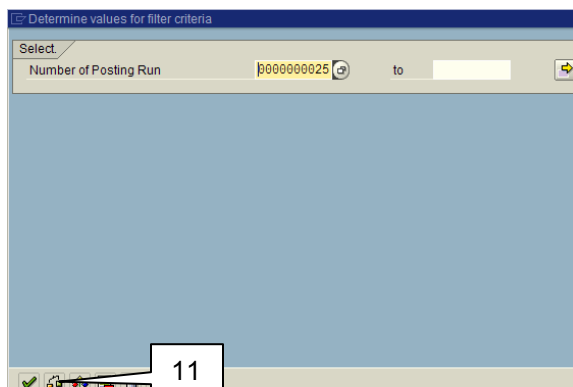 Determine values for filter criteria
Select.
Number of Posting Run 0000000025 to
11